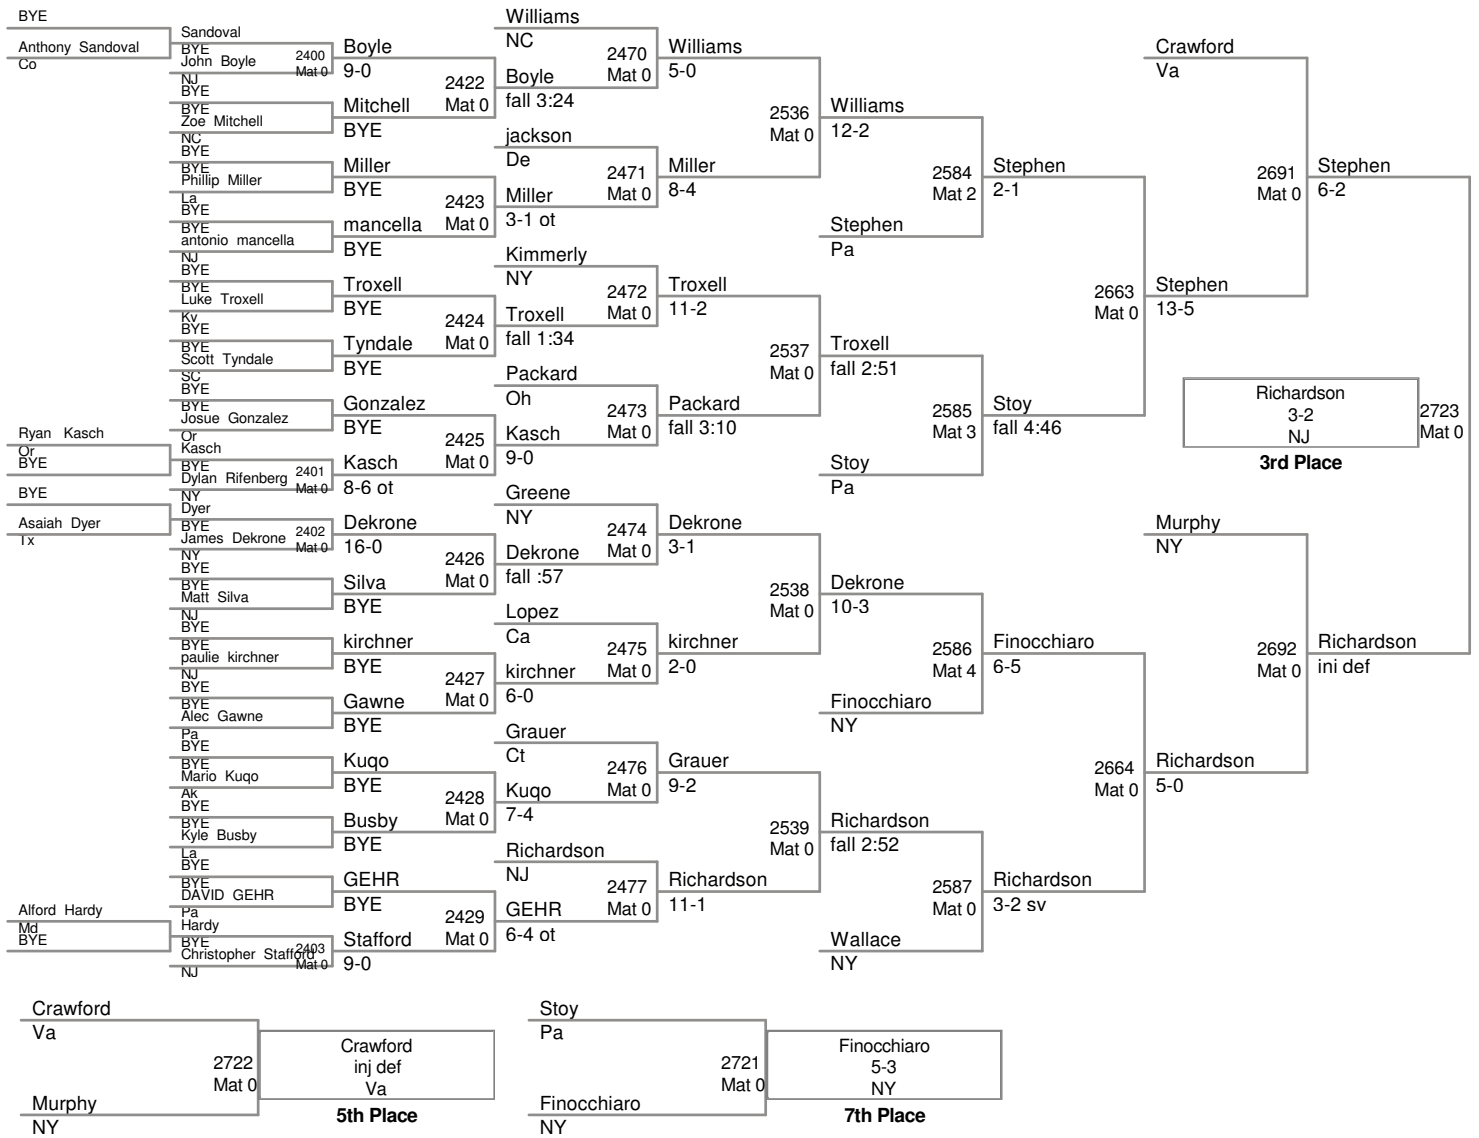 BYE
Anthony Sandoval
Co
Sandoval
BYE
John Boyle
2400
Mat 0
NJ
BYE
BYE
Zoe Mitchell
NC
BYE
BYE
Phillip Miller
La
BYE
BYE
antonio mancella
NJ
BYE
BYE
Luke Troxell
Ky
BYE
BYE
Scott Tyndale
SC
BYE
BYE
Josue Gonzalez
Or
Ryan Kasch
Or
BYE
Kasch
BYE
Dylan Rifenberg
2401
Mat 0
NY
BYE
Asaiah Dyer
Tx
Dyer
BYE
James Dekrone
2402
Mat 0
NY
BYE
BYE
Matt Silva
NJ
BYE
BYE
paulie kirchner
NJ
BYE
BYE
Alec Gawne
Pa
BYE
BYE
Mario Kuqo
Ak
BYE
BYE
Kyle Busby
La
BYE
BYE
DAVID GEHR
Pa
Alford Hardy
Md
BYE
Hardy
BYE
Christopher Stafford
2403
Mat 0
NJ
Boyle
9-0
2422
Mat 0
Mitchell
BYE
Miller
BYE
2423
Mat 0
mancella
BYE
Troxell
BYE
2424
Mat 0
Tyndale
BYE
Gonzalez
BYE
2425
Mat 0
Kasch
8-6 ot
Dekrone
16-0
2426
Mat 0
Silva
BYE
kirchner
BYE
2427
Mat 0
Gawne
BYE
Kuqo
BYE
2428
Mat 0
Busby
BYE
GEHR
BYE
2429
Mat 0
Stafford
9-0
Williams
NC
2470
Mat 0
Boyle
fall 3:24
jackson
De
2471
Mat 0
Miller
3-1 ot
Kimmerly
NY
2472
Mat 0
Troxell
fall 1:34
Packard
Oh
2473
Mat 0
Kasch
9-0
Greene
NY
2474
Mat 0
Dekrone
fall :57
Lopez
Ca
2475
Mat 0
kirchner
6-0
Grauer
Ct
2476
Mat 0
Kuqo
7-4
Richardson
NJ
2477
Mat 0
GEHR
6-4 ot
Williams
5-0
2536
Mat 0
Miller
8-4
Troxell
11-2
2537
Mat 0
Packard
fall 3:10
Dekrone
3-1
2538
Mat 0
kirchner
2-0
Grauer
9-2
2539
Mat 0
Richardson
11-1
Williams
12-2
2584
Mat 2
Stephen
Pa
Troxell
fall 2:51
2585
Mat 3
Stoy
Pa
Dekrone
10-3
2586
Mat 4
Finocchiaro
NY
Richardson
fall 2:52
2587
Mat 0
Wallace
NY
Stephen
2-1
2663
Mat 0
Stoy
fall 4:46
Finocchiaro
6-5
2664
Mat 0
Richardson
3-2 sv
Crawford
Va
2691
Mat 0
Stephen
13-5
Murphy
NY
2692
Mat 0
Richardson
5-0
Stephen
6-2
Richardson
3-2
NJ
2723
Mat 0
3rd Place
Richardson
inj def
Crawford
Va
2722
Mat 0
Murphy
NY
Crawford
inj def
Va
5th Place
Stoy
Pa
2721
Mat 0
Finocchiaro
NY
Finocchiaro
5-3
NY
7th Place